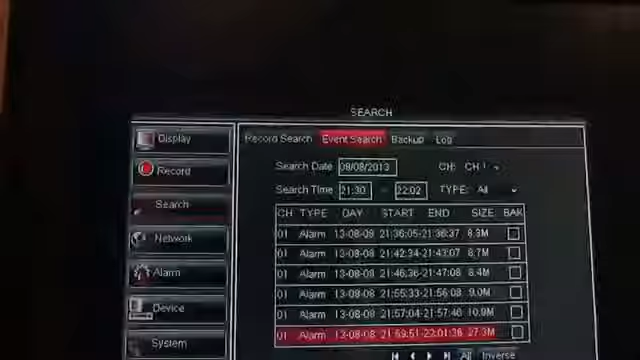 SEARCH
Display
Record
Search
Network
Alarm
Device
System
Record Search Event Search Backup Log
Search Date 08/08/2013 CH: CH 1
Search Time 21:30 - 22:02 TYPE: All
CH TYPE DAY START END SIZE BAK
01 Alarm 13-08-08 21:36:05-21:36:37 8.3M
01 Alarm 13-08-08 21:42:34-21:43:07 8.7M
01 Alarm 13-08-08 21:46:36-21:47:08 8.4M
01 Alarm 13-08-08 21:55:33-21:56:08 9.0M
01 Alarm 13-08-08 21:57:04-21:57:46 10.9M
01 Alarm 13-08-08 21:59:51-22:01:36 27.3M
All Inverse